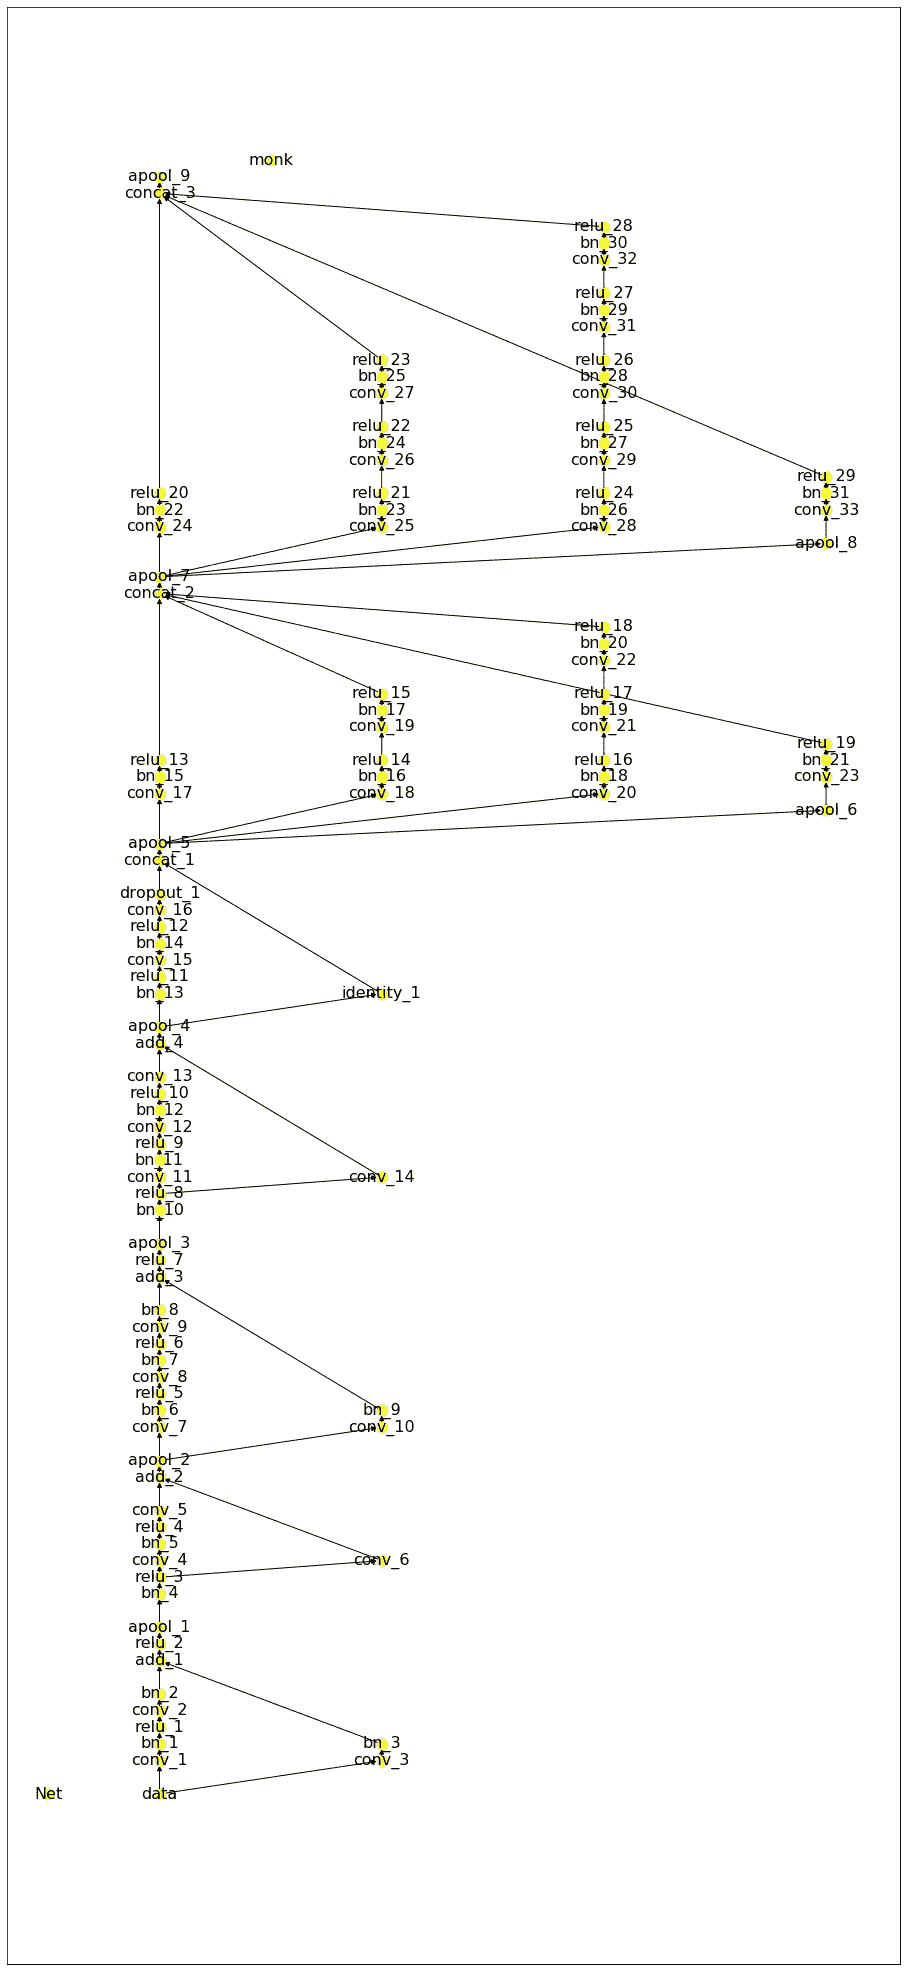 monk
apool_9
concat_3
relu_28
bn_30
conv_32
relu_27
bn_29
conv_31
relu_23
relu_26
bn_25
bn_28
conv_27
conv_30
relu_22
relu_25
bn_24
bn_27
conv_26
conv_29
relu_29
relu_20
relu_21
relu_24
bn_31
bn_22
bn_23
bn_26
conv_33
conv_24
conv_25
conv_28
apool_8
apool_7
concat_2
relu_18
bn_20
conv_22
relu_15
relu_17
bn_17
bn_19
conv_19
conv_21
relu_19
relu_13
relu_14
relu_16
bn_21
bn_15
bn_16
bn_18
conv_23
conv_17
conv_18
conv_20
apool_6
apool_5
concat_1
dropout_1
conv_16
relu_12
bn_14
conv_15
relu_11
bn_13
identity_1
apool_4
add_4
conv_13
relu_10
bn_12
conv_12
relu_9
bn_11
conv_11
conv_14
relu_8
bn_10
apool_3
relu_7
add_3
bn_8
conv_9
relu_6
bn_7
conv_8
relu_5
bn_6
bn_9
conv_7
conv_10
apool_2
add_2
conv_5
relu_4
bn_5
conv_4
conv_6
relu_3
bn_4
apool_1
relu_2
add_1
bn_2
conv_2
relu_1
bn_1
bn_3
conv_1
conv_3
Net
data